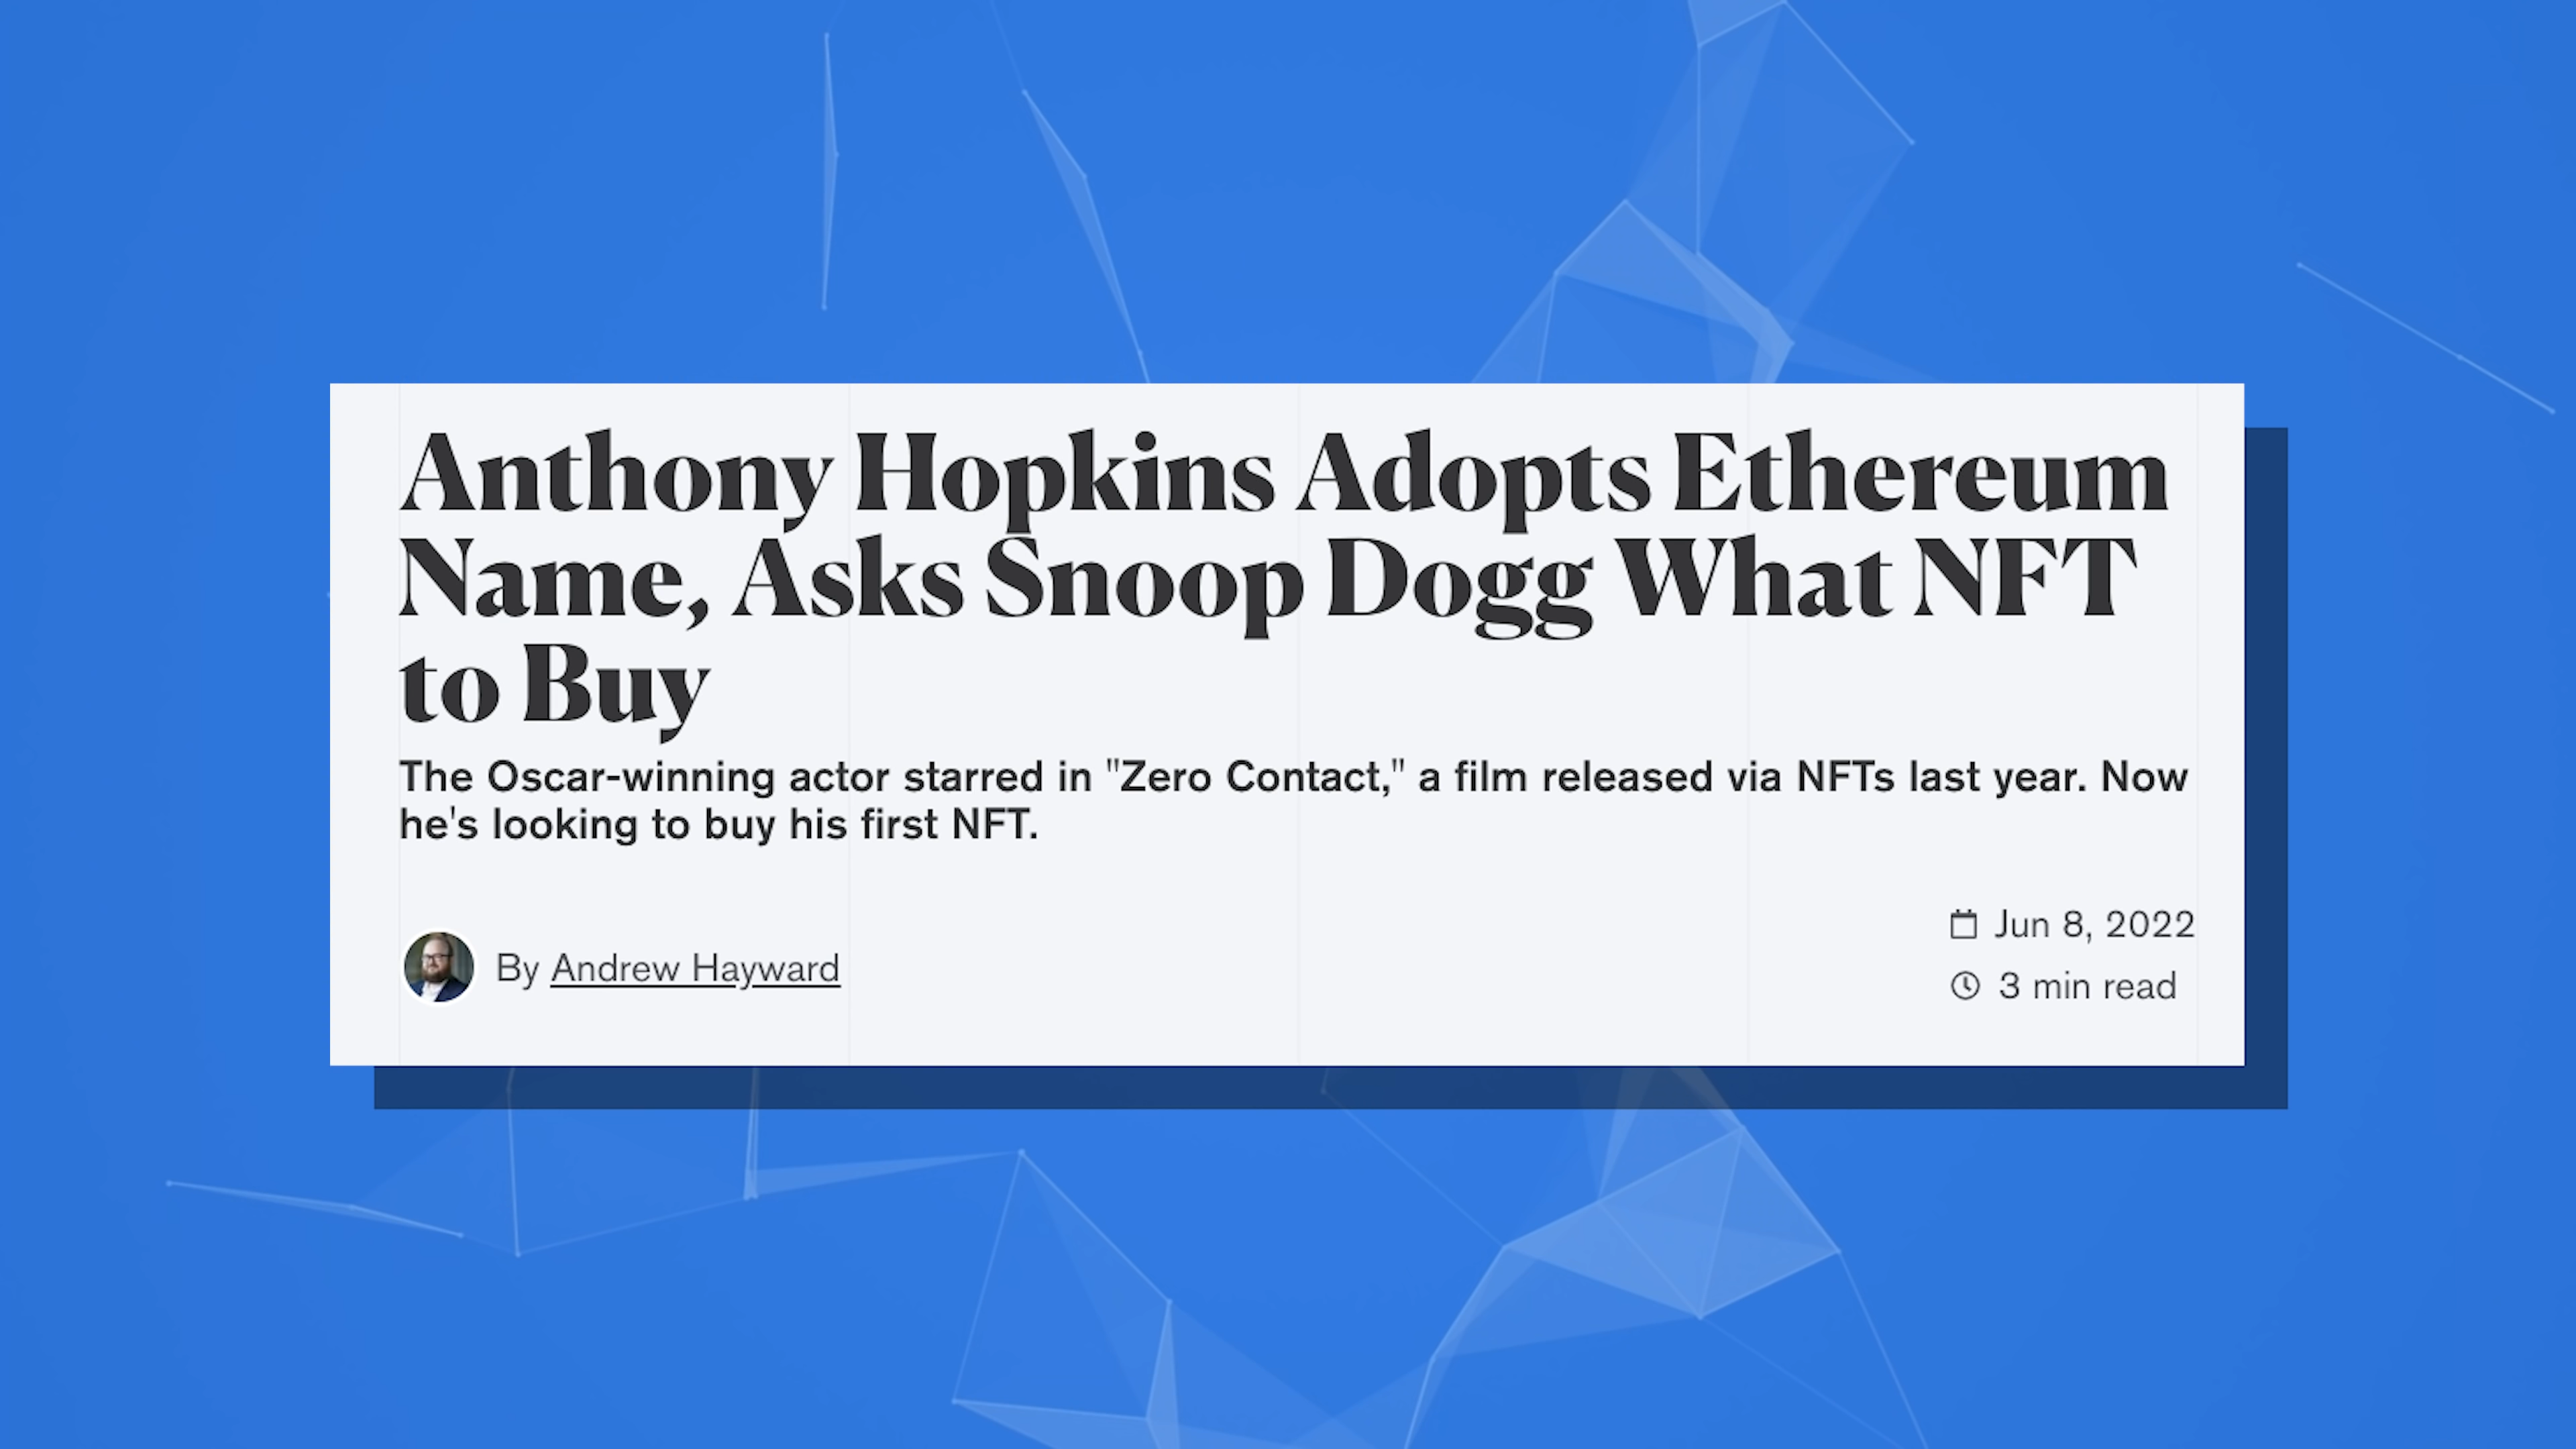 Anthony Hopkins Adopts Ethereum
Name, Asks Snoop Dogg What NFT
to Buy
The Oscar-winning actor starred in "Zero Contact," a film released via NFTs last year. Now
he's looking to buy his first NFT.
By Andrew Hayward
Jun 8, 2022
3 min read